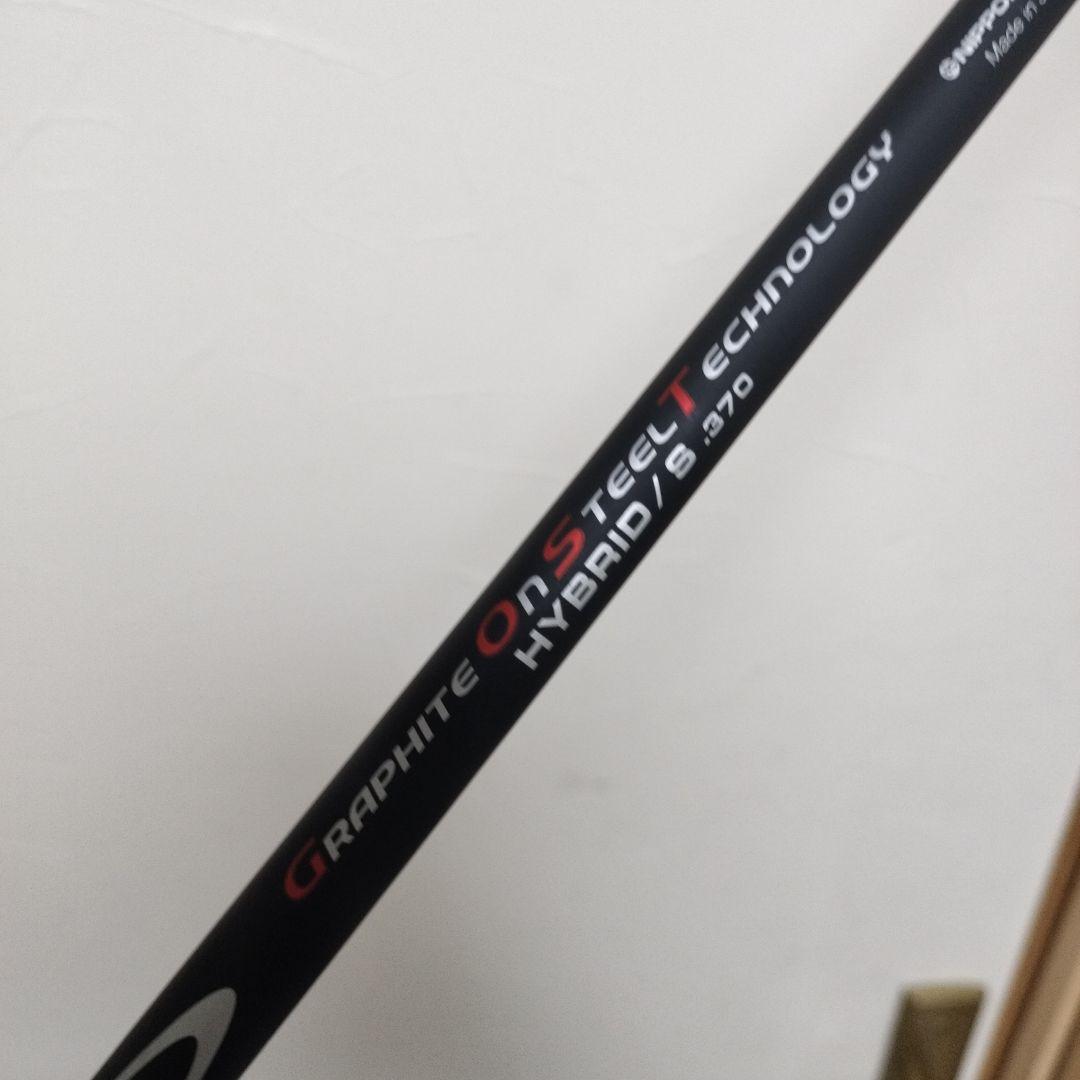 GRAPHITE On STEEL TECHNOLOGY
HYBRID / S .370
Made in